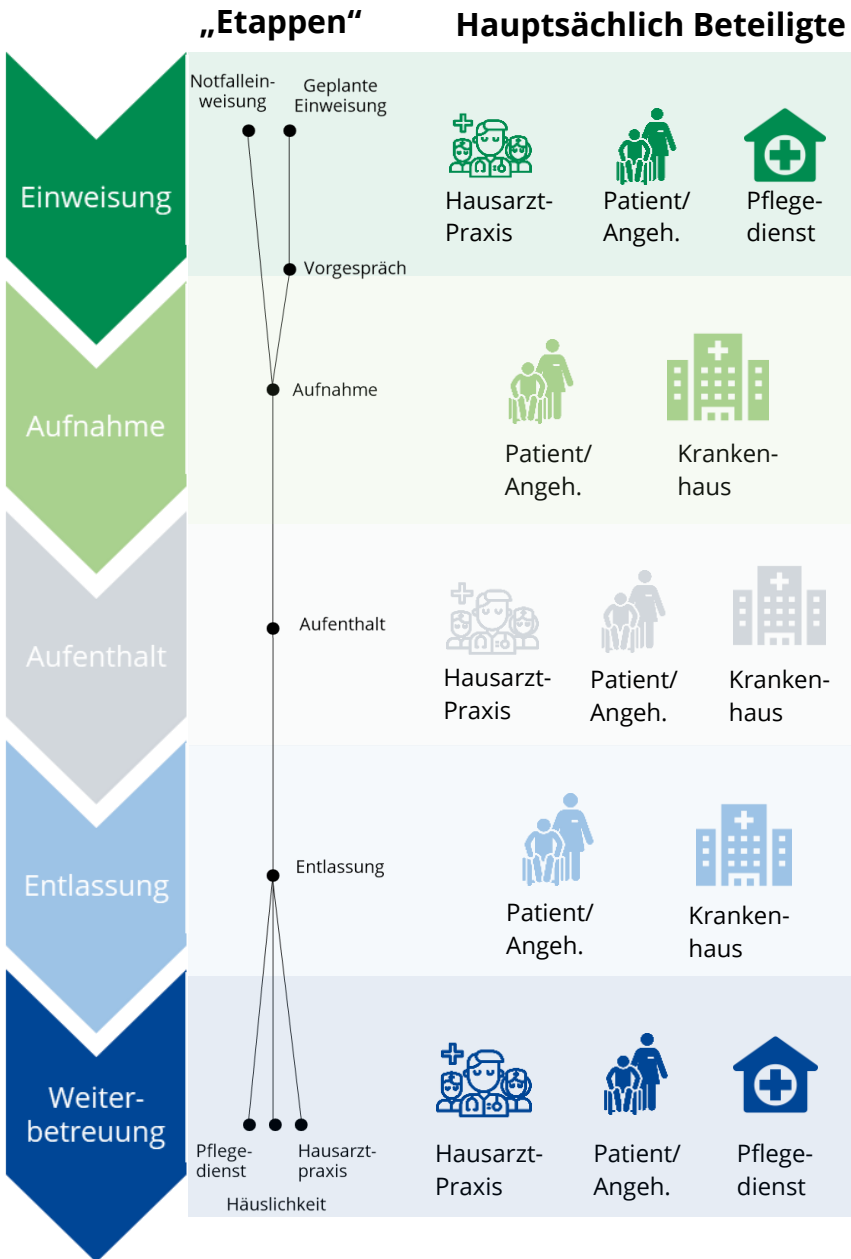 „Etappen“
Hauptsächlich Beteiligte
Einweisung
Notfallein-
weisung
Geplante
Einweisung
Vorgespräch
Hausarzt-
Praxis
Patient/
Angeh.
Pflege-
dienst
Aufnahme
Aufnahme
Patient/
Angeh.
Kranken-
haus
Aufenthalt
Aufenthalt
Hausarzt-
Praxis
Patient/
Angeh.
Kranken-
haus
Entlassung
Entlassung
Patient/
Angeh.
Kranken-
haus
Weiter-
betreuung
Pflege-
dienst
Häuslichkeit
Hausarzt-
praxis
Hausarzt-
Praxis
Patient/
Angeh.
Pflege-
dienst